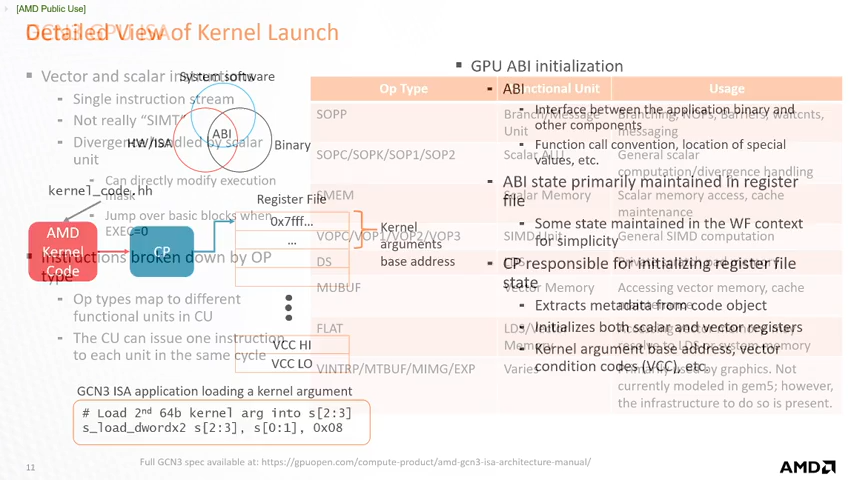 [AMD Public Use]
GCN3 GPU ISA
Detailed View of Kernel Launch
Vector and scalar instructions
Single instruction stream
Not really “SIMT”
Divergence handled by scalar
unit
Can directly modify execution
mask
Jump over basic blocks when
EXEC=0
Instructions broken down by OP
type
Op types map to different
functional units in CU
The CU can issue one instruction
to each unit in the same cycle
System software
ABI
HW/ISA
Binary
kernel_code.hh
AMD
Kernel
Code
CP
Register File
0x7fff…
…
Kernel
arguments
base address
VCC HI
VCC LO
GCN3 ISA application loading a kernel argument
# Load 2nd 64b kernel arg into s[2:3]
s_load_dwordx2 s[2:3], s[0:1], 0x08
GPU ABI initialization
ABI
Interface between the application binary and
other components
Function call convention, location of special
values, etc.
ABI state primarily maintained in register
file
Some state maintained in the WF context
for simplicity
CP responsible for initializing register file
state
Extracts metadata from code object
Initializes both scalar and vector registers
Kernel argument base address, vector
condition codes (VCC), etc.
Op Type Functional Unit Usage
SOPP Branch/Message
Unit
Branching, NOPs, Barriers, waitcnts,
messaging
SOPC/SOPK/SOP1/SOP2 Scalar ALU General scalar
computation/divergence handling
SMEM Scalar Memory Scalar memory access, cache
maintenance
VOPC/VOP1/VOP2/VOP3 SIMD Unit General SIMD computation
DS
MUBUF Vector Memory Accessing vector memory, cache
FLAT LDS/Vector
Memory
memory
VINTRP/MTBUF/MIMG/EXP Varies Primarily used by graphics. Not
currently modeled in gem5; however,
the infrastructure to do so is present.
Full GCN3 spec available at: https://gpuopen.com/compute-product/amd-gcn3-isa-architecture-manual/
11
AMD